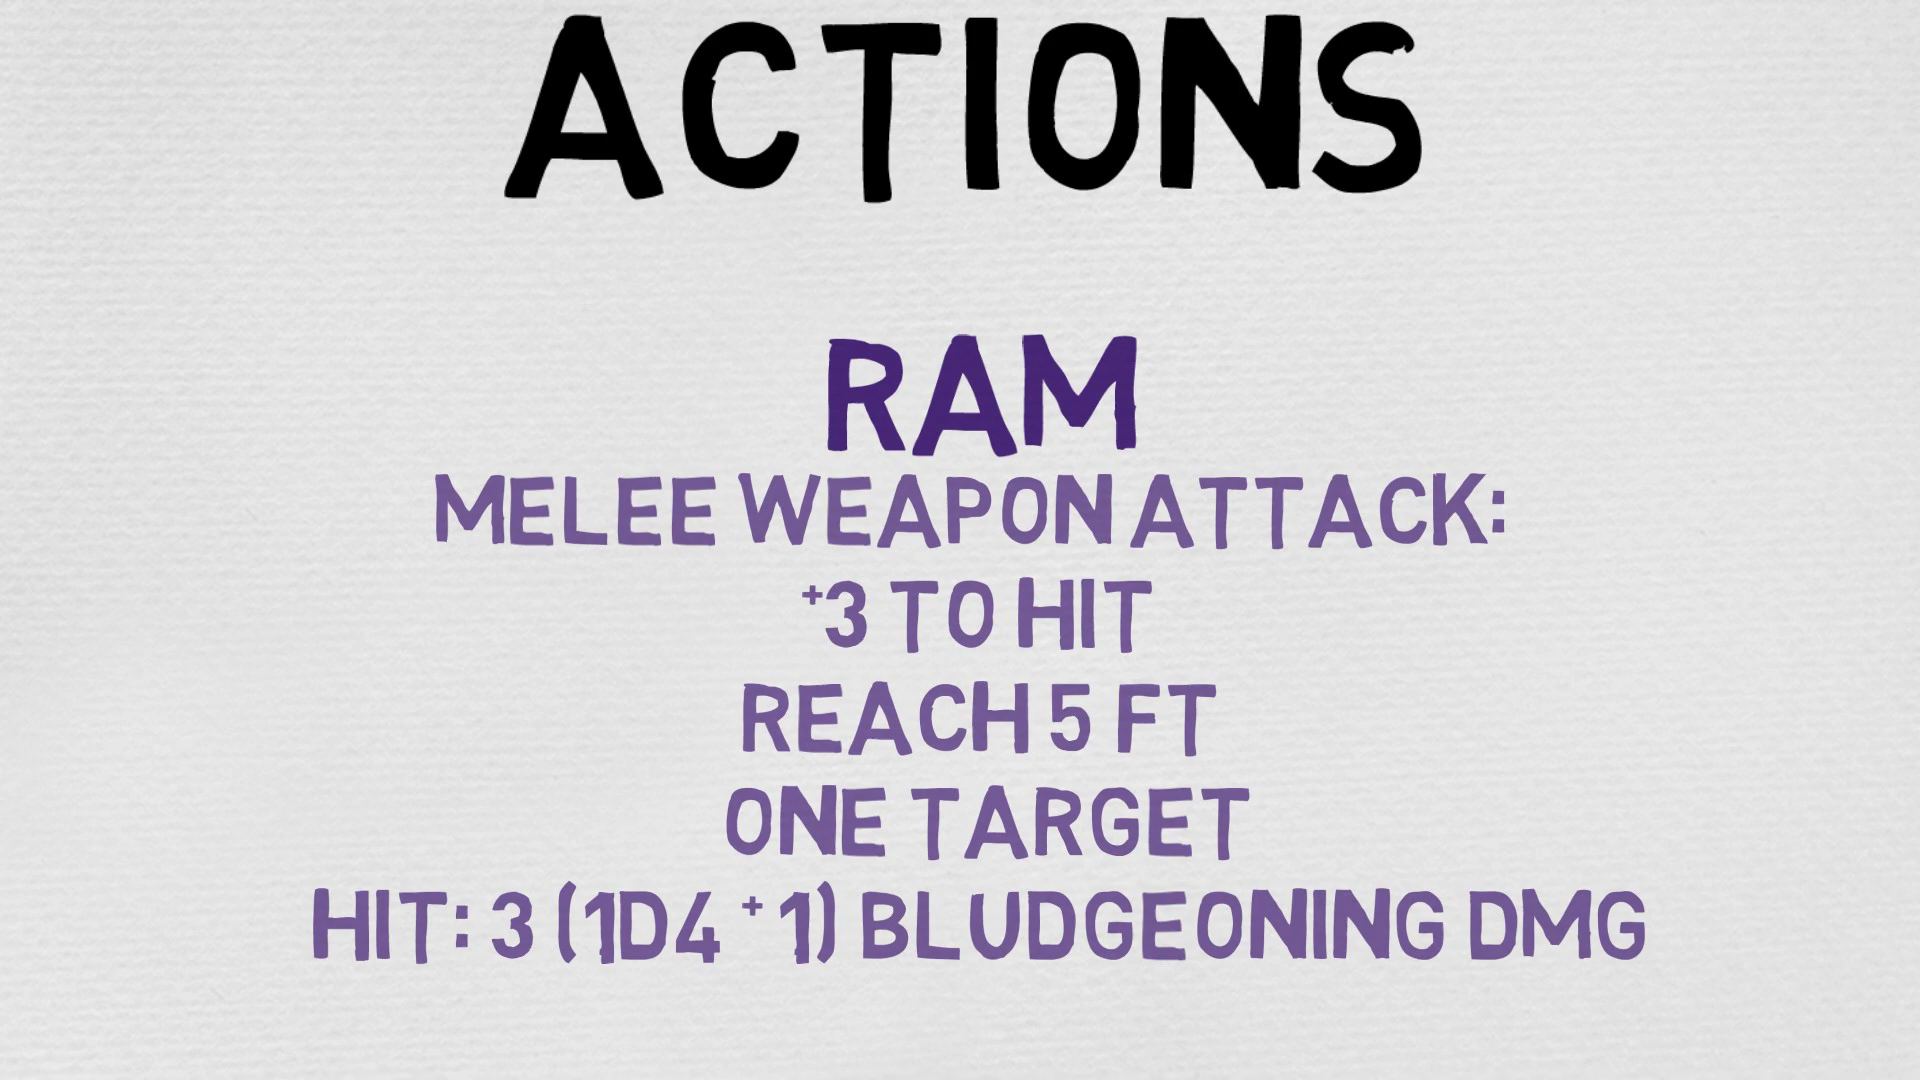 ACTIONS
RAM
MELEE WEAPON ATTACK:
+3 TO HIT
REACH 5 FT
ONE TARGET
HIT: 3 (1D4 + 1) BLUDGEONING DMG